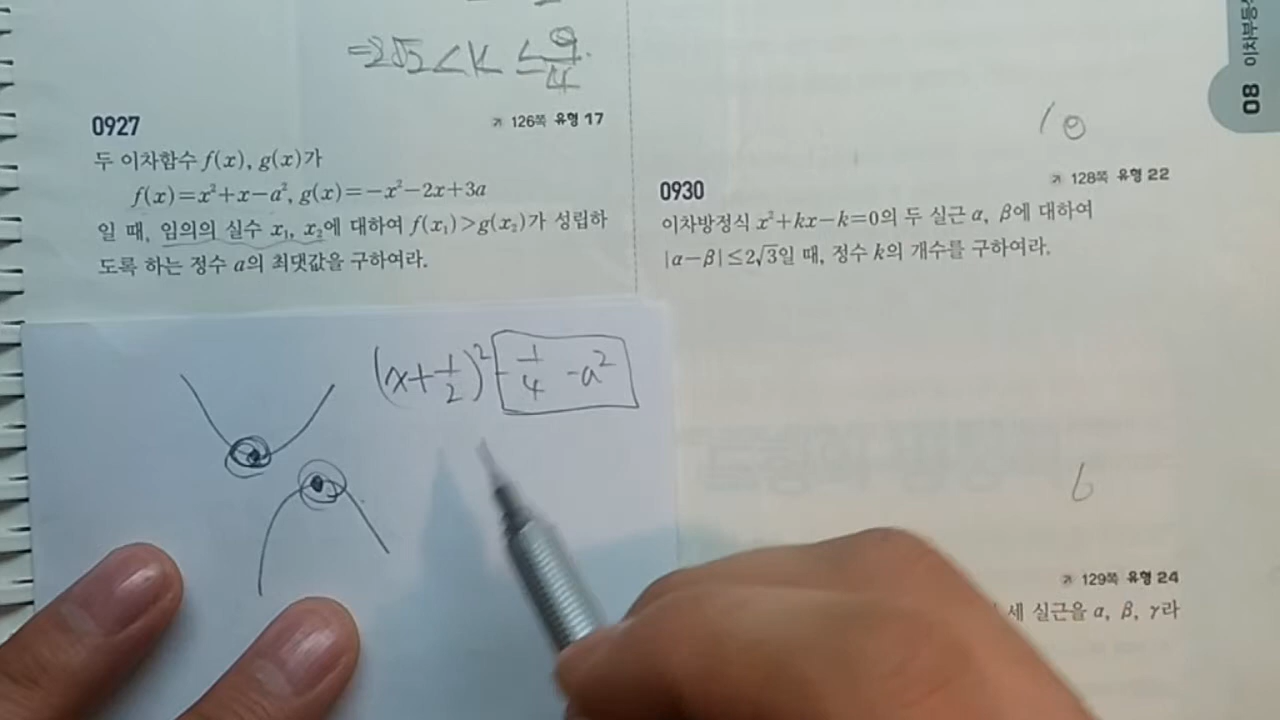 =2√2<k≤9/4
0927
126쪽 유형 17
두 이차함수 f(x), g(x)가
f(x)=x²+x-a², g(x)=-x²-2x+3a
일 때, 임의의 실수 x₁, x₂에 대하여 f(x₁)>g(x₂)가 성립하
도록 하는 정수 a의 최댓값을 구하여라.
(x+1/2)² -1/4 -a²
10
0930
128쪽 유형 22
이차방정식 x²+kx-k=0의 두 실근 α, β에 대하여
|α-β|≤2√3일 때, 정수 k의 개수를 구하여라.
6
129쪽 유형 24
세 실근을 α, β, γ라
08 이차부등